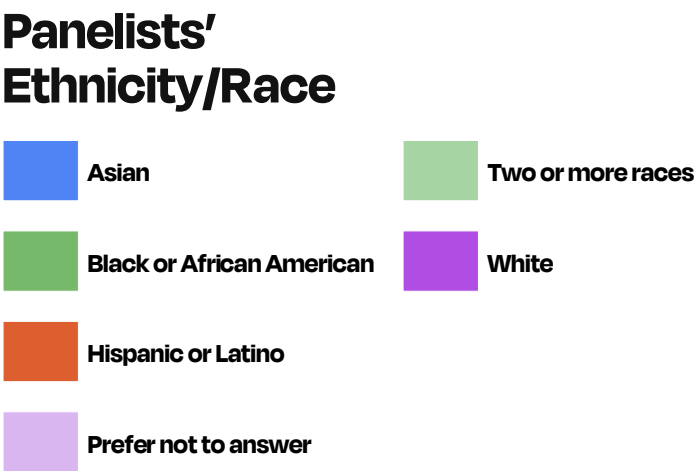 Panelists’
Ethnicity/Race
Asian
Black or African American
Hispanic or Latino
Prefer not to answer
Two or more races
White